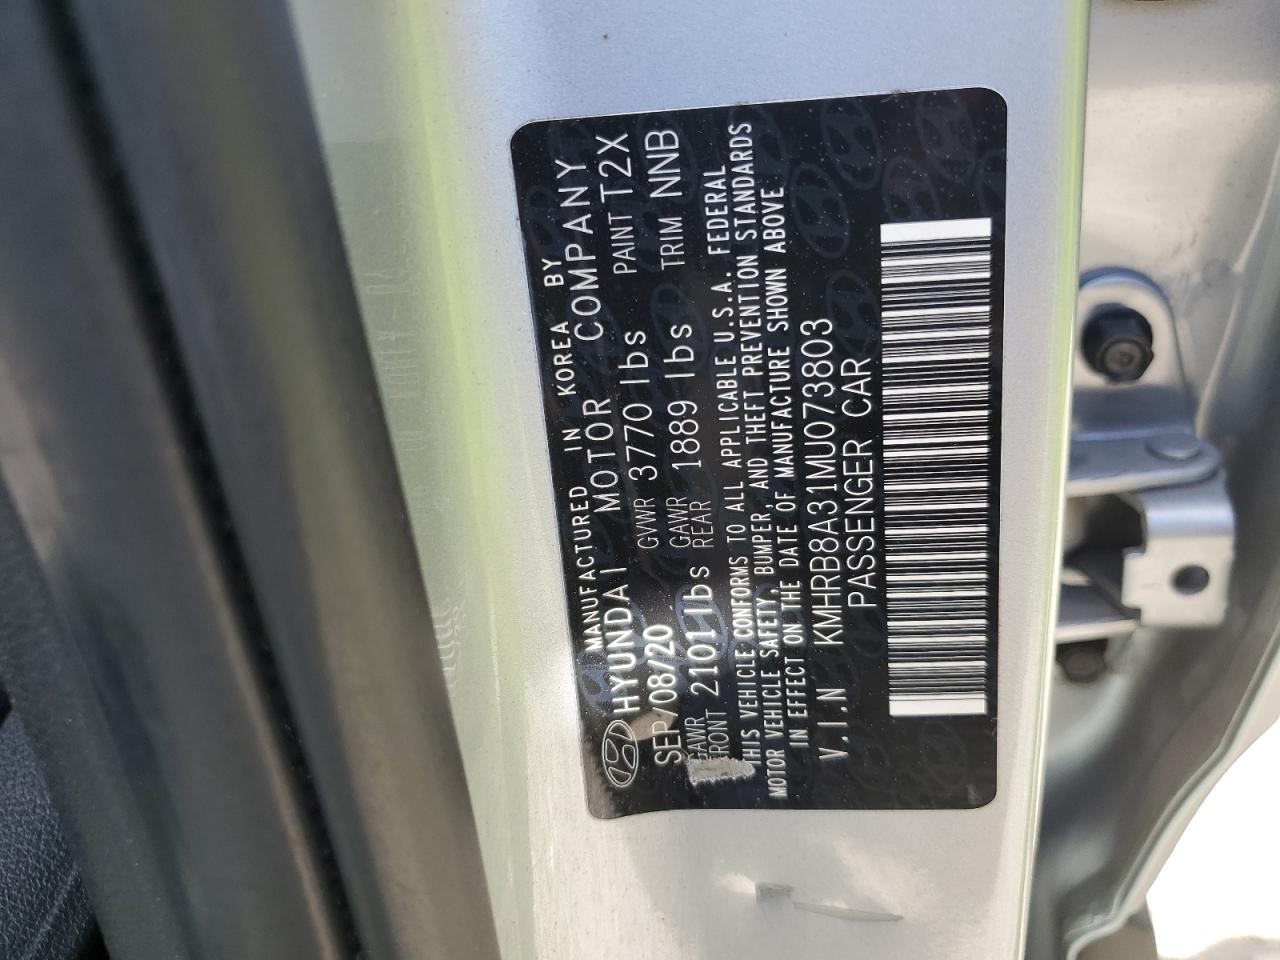 MANUFACTURED IN KOREA BY
HYUNDAI MOTOR COMPANY
SEP/08/20 GVWR 3770 lbs PAINT T2X
GAWR FRONT 2101 lbs GAWR REAR 1889 lbs TRIM NNB
THIS VEHICLE CONFORMS TO ALL APPLICABLE U.S.A. FEDERAL
MOTOR VEHICLE SAFETY, BUMPER, AND THEFT PREVENTION STANDARDS
IN EFFECT ON THE DATE OF MANUFACTURE SHOWN ABOVE
V.I.N KMHRB8A31MU073803
PASSENGER CAR